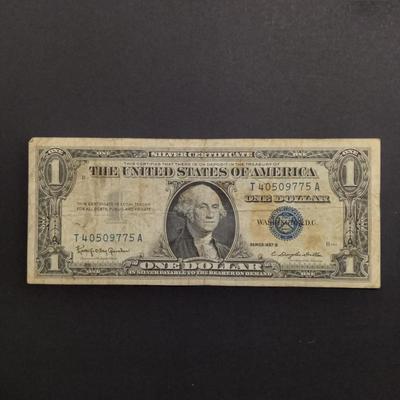 SILVER CERTIFICATE
THIS CERTIFIES THAT THERE IS ON DEPOSIT IN THE TREASURY OF
THE UNITED STATES OF AMERICA
T 40509775 A
ONE DOLLAR
THIS CERTIFICATE IS LEGAL TENDER
FOR ALL DEBTS, PUBLIC AND PRIVATE
WASHINGTON, D.C.
T 40509775 A
SERIES 1957 B
ONE DOLLAR
IN SILVER PAYABLE TO THE BEARER ON DEMAND
1
1
1
1
ONE
ONE